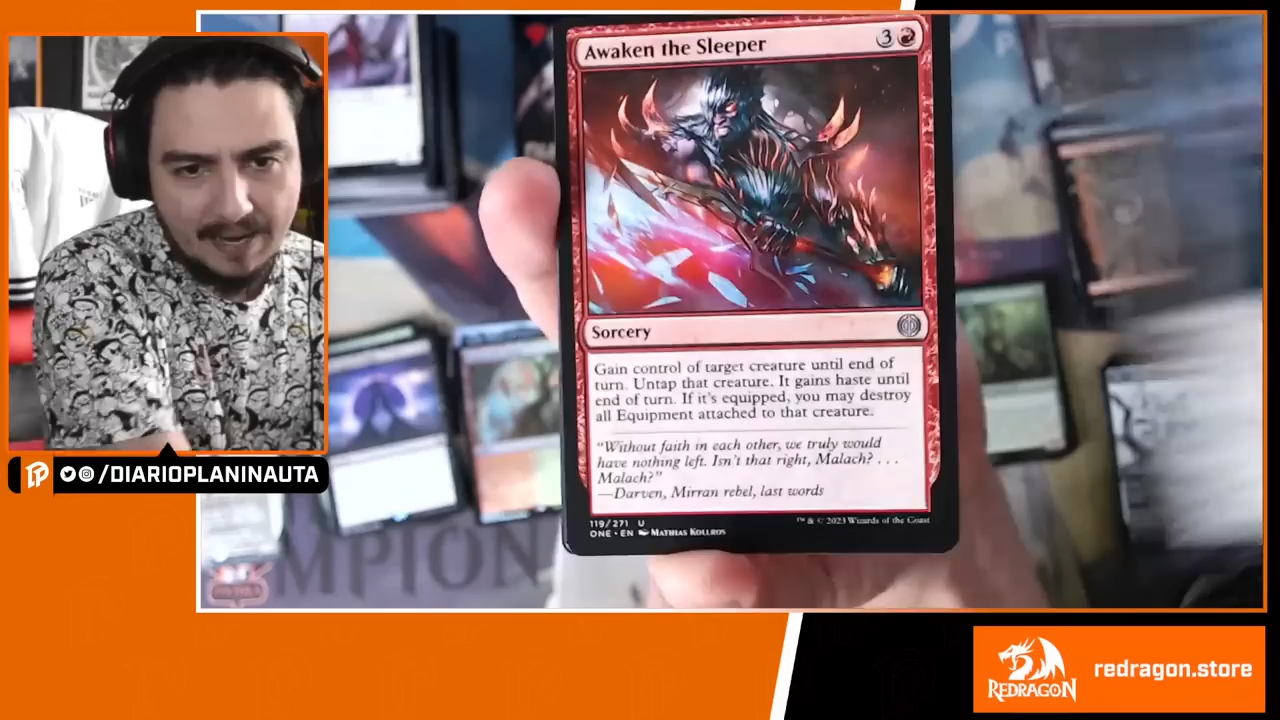 Awaken the Sleeper
3
Sorcery
Gain control of target creature until end of
turn. Untap that creature. It gains haste until
end of turn. If it's equipped, you may destroy
all Equipment attached to that creature.
"Without faith in each other, we truly would
have nothing left. Isn't that right, Malach? . . .
Malach?"
—Darven, Mirran rebel, last words
119/271 U
ONE • EN Mathias Kollros
™ & © 2023 Wizards of the Coast
/DIARIOPLANINAUTA
MPION
REDRAGON
redragon.store